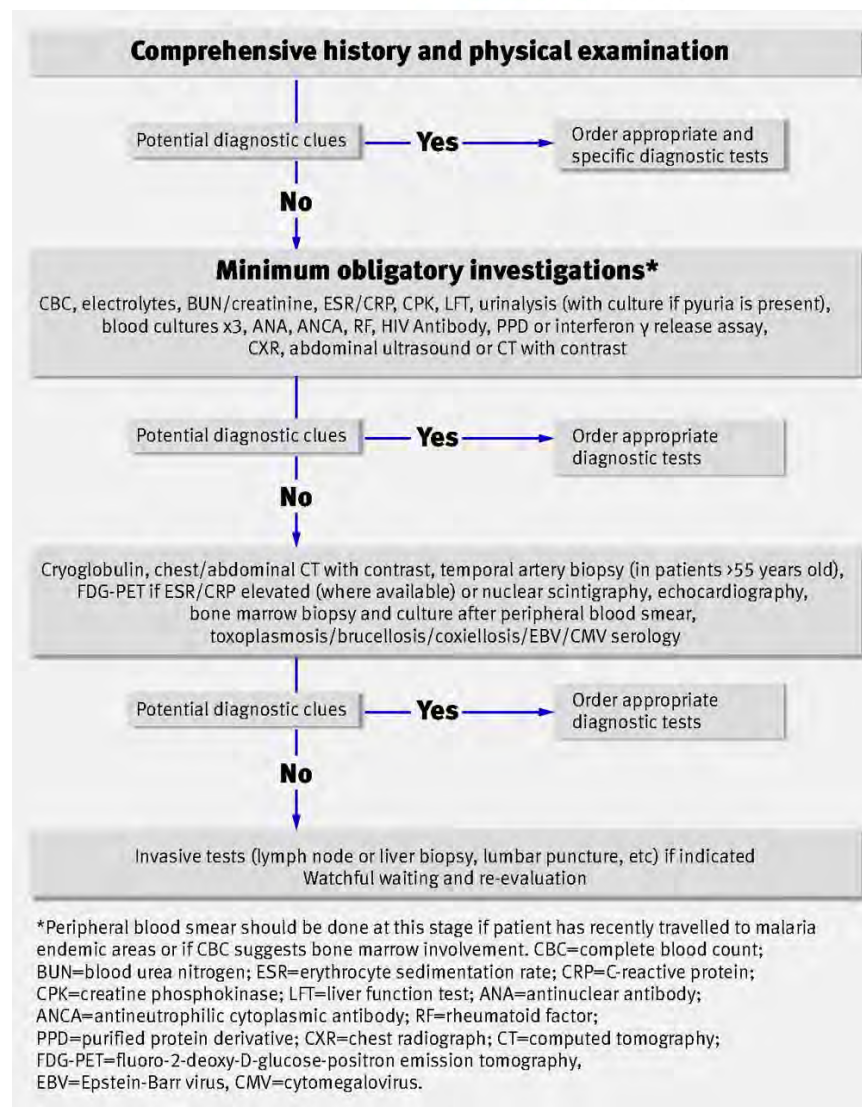 Comprehensive history and physical examination
Potential diagnostic clues
Yes
Order appropriate and
specific diagnostic tests
No
Minimum obligatory investigations*
CBC, electrolytes, BUN/creatinine, ESR/CRP, CPK, LFT, urinalysis (with culture if pyuria is present),
blood cultures x3, ANA, ANCA, RF, HIV Antibody, PPD or interferon γ release assay,
CXR, abdominal ultrasound or CT with contrast
Potential diagnostic clues
Yes
Order appropriate
diagnostic tests
No
Cryoglobulin, chest/abdominal CT with contrast, temporal artery biopsy (in patients >55 years old),
FDG-PET if ESR/CRP elevated (where available) or nuclear scintigraphy, echocardiography,
bone marrow biopsy and culture after peripheral blood smear,
toxoplasmosis/brucellosis/coxiellosis/EBV/CMV serology
Potential diagnostic clues
Yes
Order appropriate
diagnostic tests
No
Invasive tests (lymph node or liver biopsy, lumbar puncture, etc) if indicated
Watchful waiting and re-evaluation
*Peripheral blood smear should be done at this stage if patient has recently travelled to malaria
endemic areas or if CBC suggests bone marrow involvement. CBC=complete blood count;
BUN=blood urea nitrogen; ESR=erythrocyte sedimentation rate; CRP=C-reactive protein;
CPK=creatine phosphokinase; LFT=liver function test; ANA=antinuclear antibody;
ANCA=antineutrophilic cytoplasmic antibody; RF=rheumatoid factor;
PPD=purified protein derivative; CXR=chest radiograph; CT=computed tomography;
FDG-PET=fluoro-2-deoxy-D-glucose-positron emission tomography,
EBV=Epstein-Barr virus, CMV=cytomegalovirus.